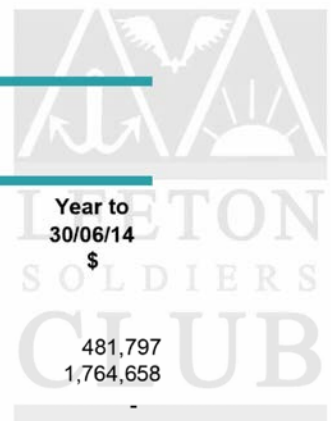 LEETON
Year to
30/06/14
$
SOLDIERS
CLUB
481,797
1,764,658
-